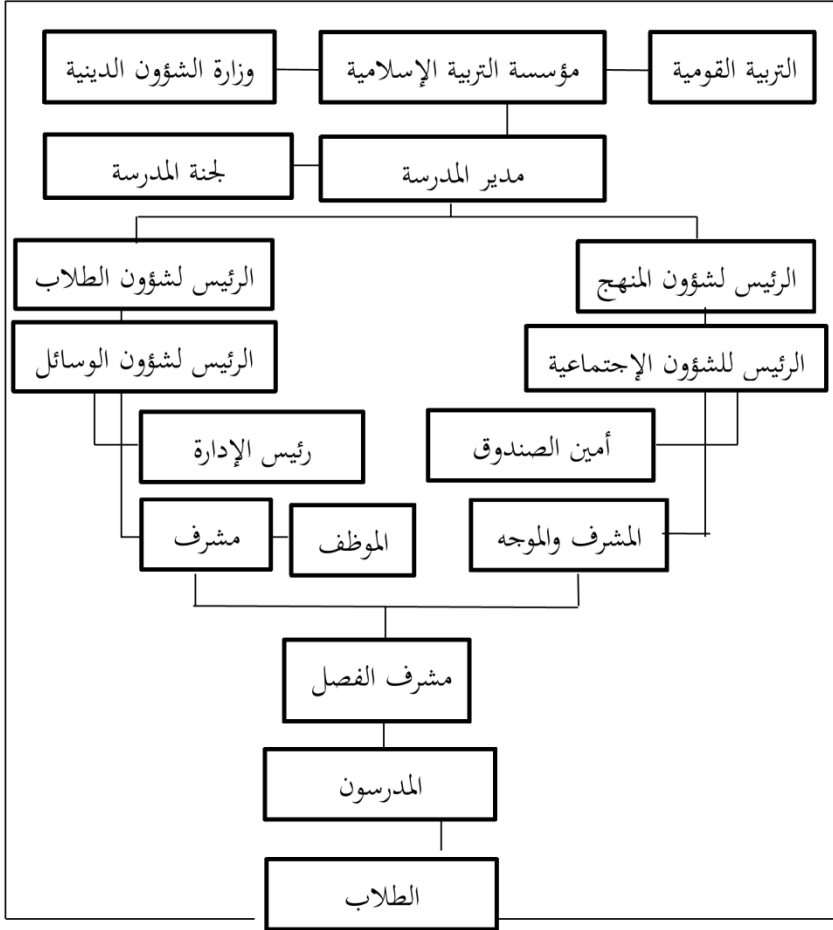 التربية القومية
مؤسسة التربية الإسلامية
وزارة الشؤون الدينية
مدير المدرسة
لجنة المدرسة
الرئيس لشؤون المنهج
الرئيس لشؤون الطلاب
الرئيس للشؤون الإجتماعية
الرئيس لشؤون الوسائل
أمين الصندوق
رئيس الإدارة
المشرف والموجه
الموظف
مشرف
مشرف الفصل
المدرسون
الطلاب